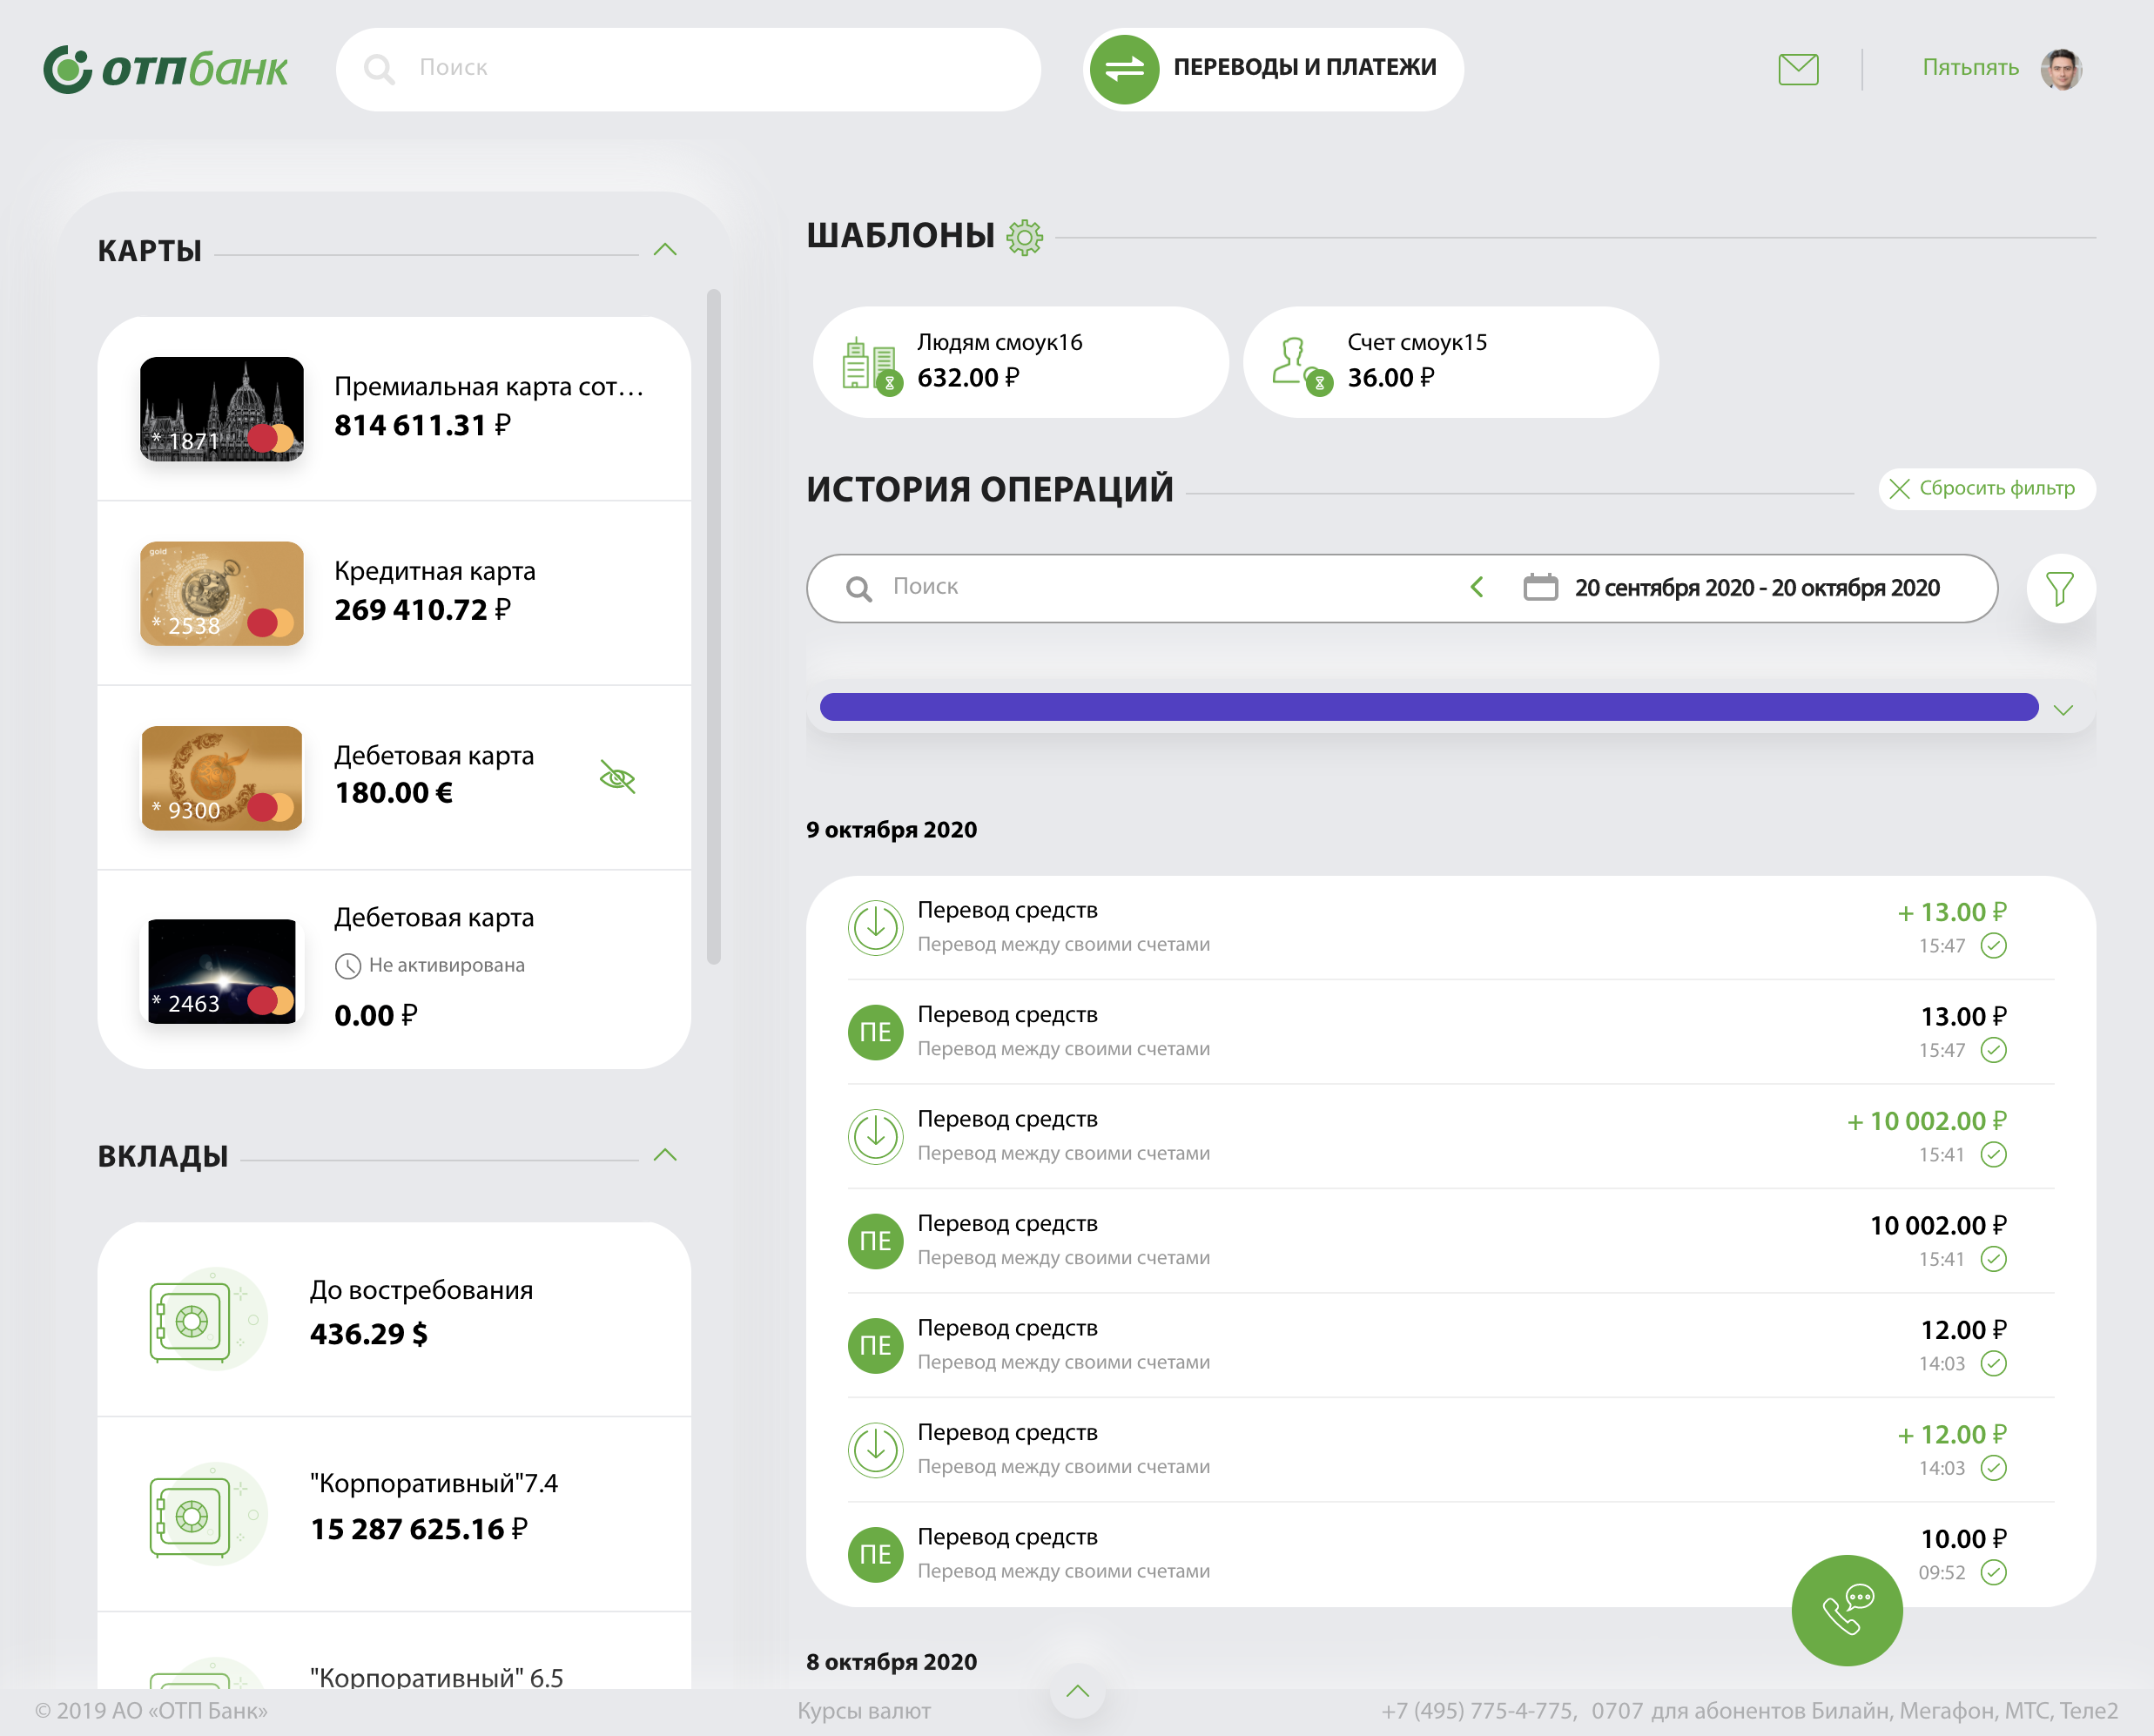 ОТПбанк
Поиск
ПЕРЕВОДЫ И ПЛАТЕЖИ
Пятьпять
КАРТЫ
* 1871
Премиальная карта сот…
814 611.31 ₽
gold
* 2538
Кредитная карта
269 410.72 ₽
* 9300
Дебетовая карта
180.00 €
* 2463
Дебетовая карта
Не активирована
0.00 ₽
ВКЛАДЫ
До востребования
436.29 $
"Корпоративный"7.4
15 287 625.16 ₽
"Корпоративный" 6.5
ШАБЛОНЫ
Людям смоук16
632.00 ₽
Счет смоук15
36.00 ₽
ИСТОРИЯ ОПЕРАЦИЙ
Сбросить фильтр
Поиск
20 сентября 2020 - 20 октября 2020
9 октября 2020
Перевод средств
+ 13.00 ₽
Перевод между своими счетами
15:47
ПЕ
Перевод средств
13.00 ₽
Перевод между своими счетами
15:47
Перевод средств
+ 10 002.00 ₽
Перевод между своими счетами
15:41
ПЕ
Перевод средств
10 002.00 ₽
Перевод между своими счетами
15:41
ПЕ
Перевод средств
12.00 ₽
Перевод между своими счетами
14:03
Перевод средств
+ 12.00 ₽
Перевод между своими счетами
14:03
ПЕ
Перевод средств
10.00 ₽
Перевод между своими счетами
09:52
8 октября 2020
© 2019 АО «ОТП Банк»
Курсы валют
+7 (495) 775-4-775, 0707 для абонентов Билайн, Мегафон, МТС, Теле2